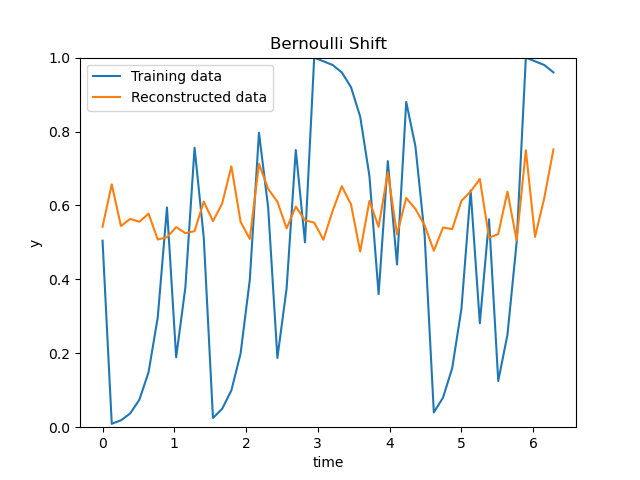 Bernoulli Shift
Training data
Reconstructed data
y
1.0
0.8
0.6
0.4
0.2
0.0
0 1 2 3 4 5 6
time